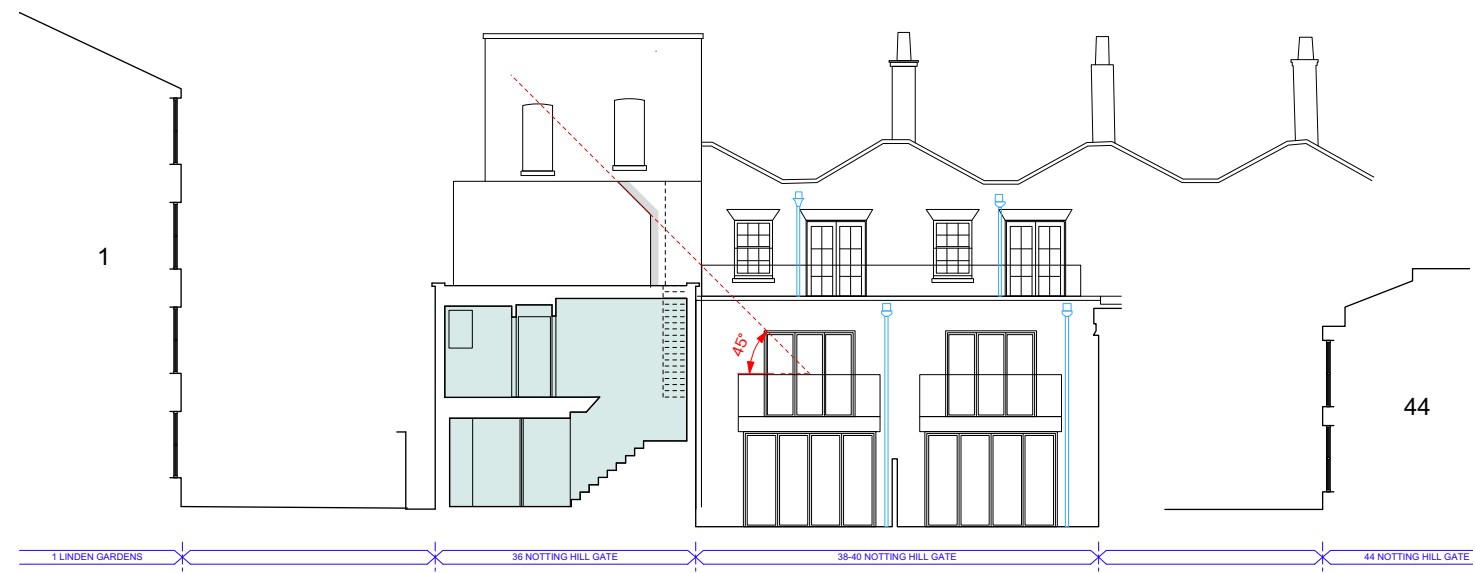 1
45°
44
1 LINDEN GARDENS
36 NOTTING HILL GATE
38-40 NOTTING HILL GATE
44 NOTTING HILL GATE